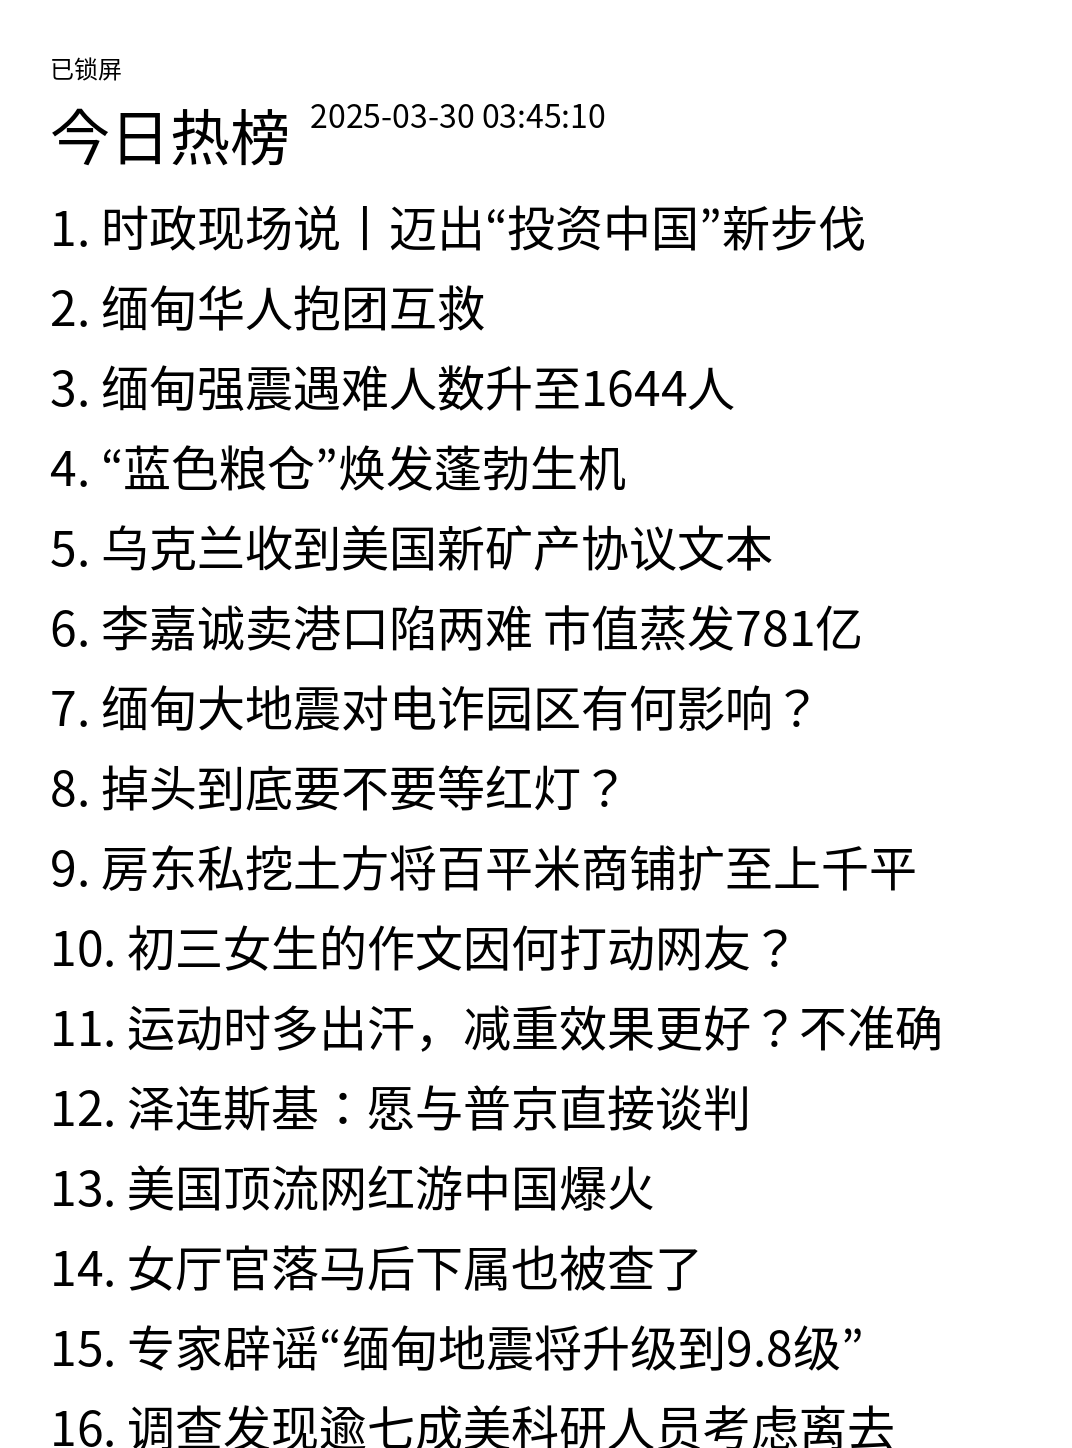 已锁屏
今日热榜 2025-03-30 03:45:10
1. 时政现场说丨迈出“投资中国”新步伐
2. 缅甸华人抱团互救
3. 缅甸强震遇难人数升至1644人
4. “蓝色粮仓”焕发蓬勃生机
5. 乌克兰收到美国新矿产协议文本
6. 李嘉诚卖港口陷两难 市值蒸发781亿
7. 缅甸大地震对电诈园区有何影响？
8. 掉头到底要不要等红灯？
9. 房东私挖土方将百平米商铺扩至上千平
10. 初三女生的作文因何打动网友？
11. 运动时多出汗，减重效果更好？不准确
12. 泽连斯基：愿与普京直接谈判
13. 美国顶流网红游中国爆火
14. 女厅官落马后下属也被查了
15. 专家辟谣“缅甸地震将升级到9.8级”
16. 调查发现逾七成美科研人员考虑离去